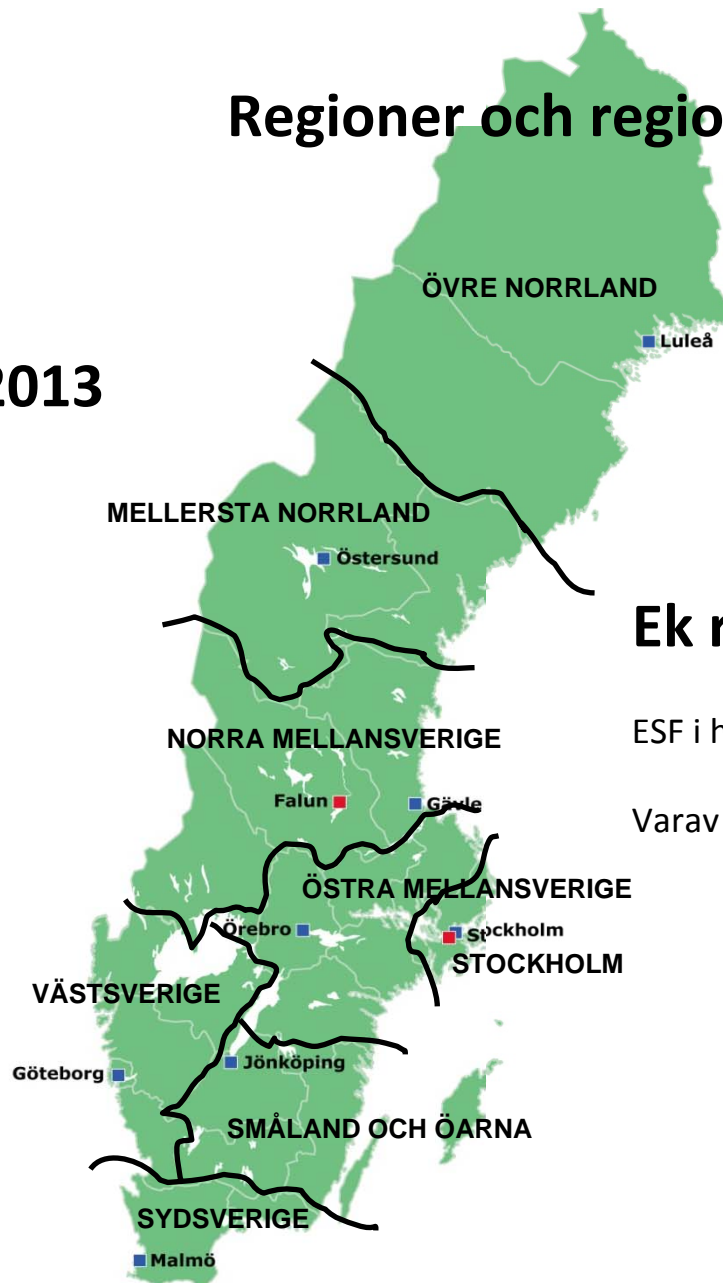 Regioner och regio
ÖVRE NORRLAND
Luleå
2013
MELLERSTA NORRLAND
Östersund
Ek r
ESF i h
NORRA MELLANSVERIGE
Falun
Gävle
Varav
ÖSTRA MELLANSVERIGE
Örebro
Stockholm
STOCKHOLM
VÄSTSVERIGE
Jönköping
Göteborg
SMÅLAND OCH ÖARNA
SYDSVERIGE
Malmö